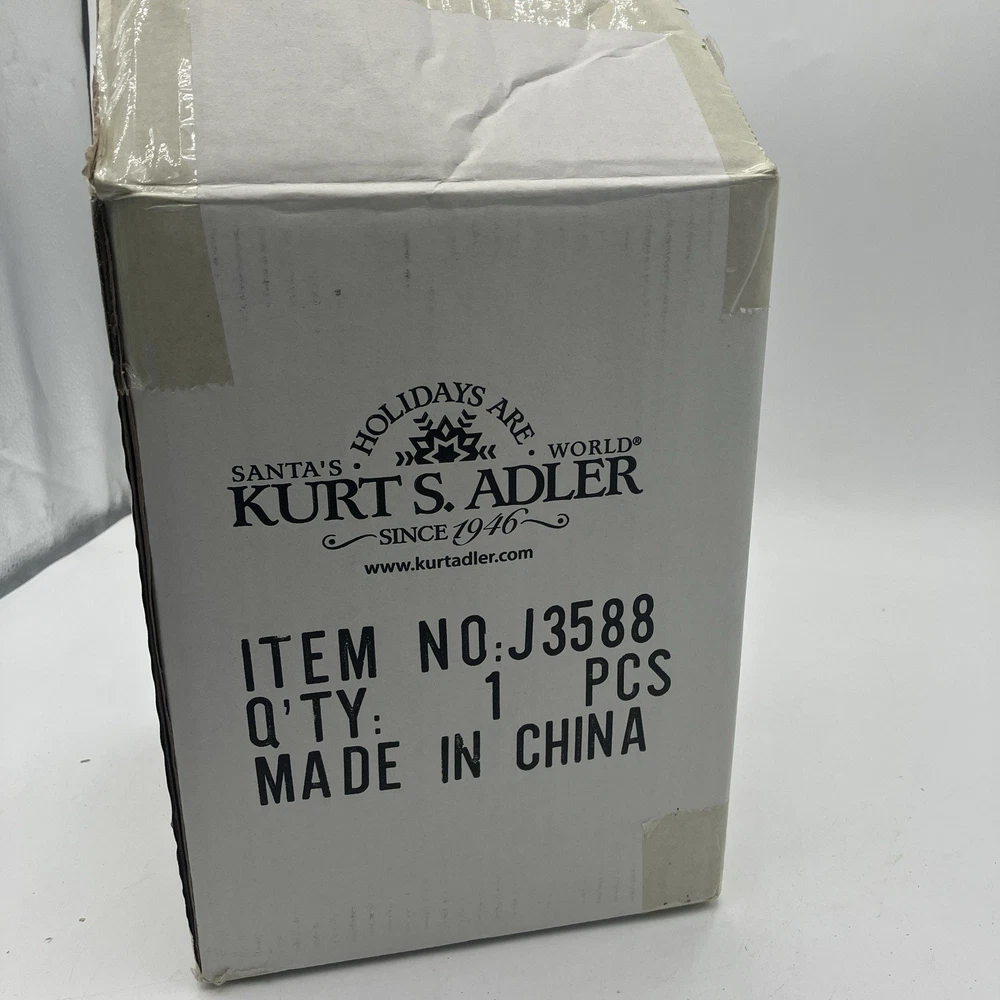 HOLIDAYS ARE
SANTA'S · · WORLD®
KURT S. ADLER
SINCE 1946
www.kurtadler.com
ITEM NO.:J3588
Q'TY: 1 PCS
MADE IN CHINA